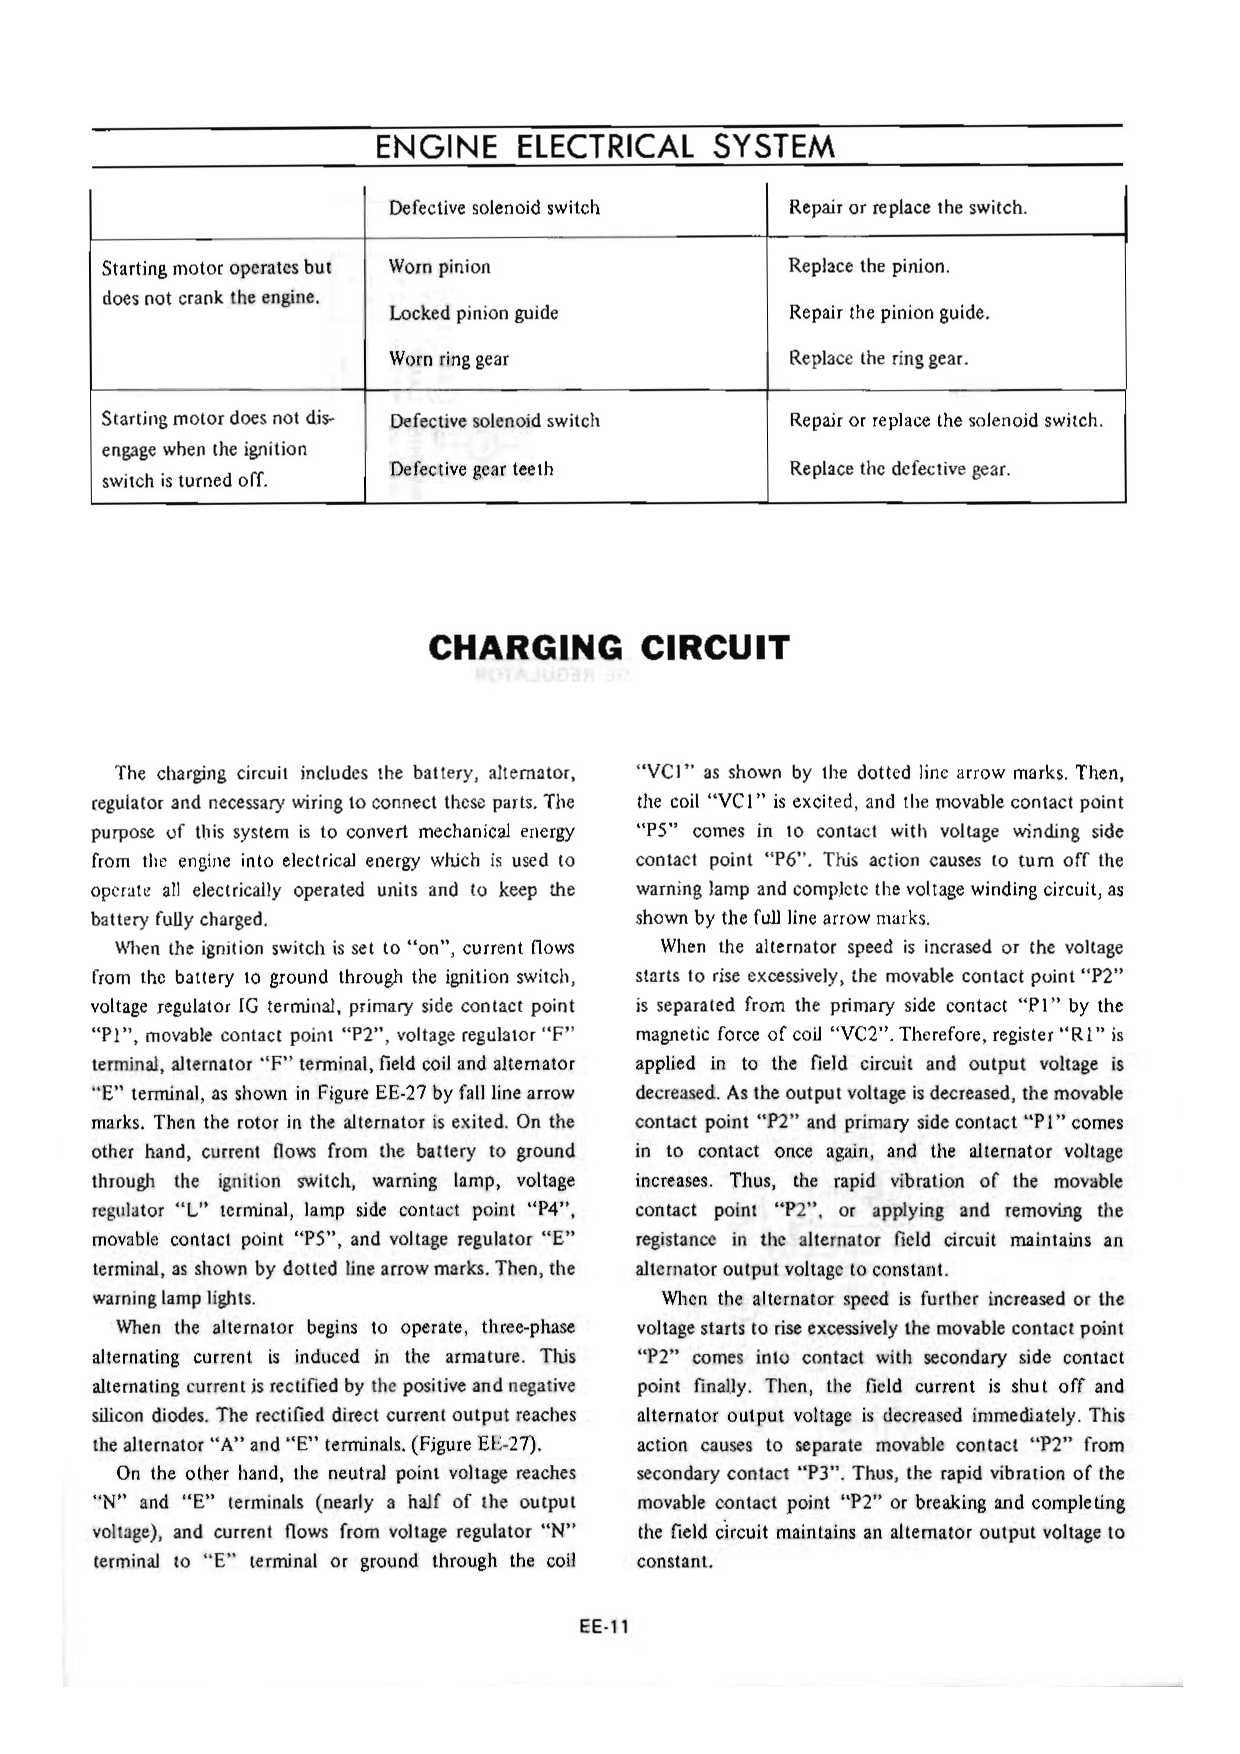 ENGINE ELECTRICAL SYSTEM
Defective solenoid switch
Repair or replace the switch.
Starting motor operates but
does not crank the engine.
Worn pinion
Replace the pinion.
Locked pinion guide
Repair the pinion guide.
Worn ring gear
Replace the ring gear.
Starting motor does not dis-
engage when the ignition
switch is turned off.
Defective solenoid switch
Repair or replace the solenoid switch.
Defective gear teeth
Replace the defective gear.
CHARGING CIRCUIT
The charging circuit includes the battery, alternator,
regulator and necessary wiring to connect these parts. The
purpose of this system is to convert mechanical energy
from the engine into electrical energy which is used to
operate all electrically operated units and to keep the
battery fully charged.
When the ignition switch is set to “on”, current flows
from the battery to ground through the ignition switch,
voltage regulator IG terminal, primary side contact point
“P1”, movable contact point “P2”, voltage regulator “F”
terminal, alternator “F” terminal, field coil and alternator
“E” terminal, as shown in Figure EE-27 by fall line arrow
marks. Then the rotor in the alternator is exited. On the
other hand, current flows from the battery to ground
through the ignition switch, warning lamp, voltage
regulator “L” terminal, lamp side contact point “P4”,
movable contact point “P5”, and voltage regulator “E”
terminal, as shown by dotted line arrow marks. Then, the
warning lamp lights.
When the alternator begins to operate, three-phase
alternating current is induced in the armature. This
alternating current is rectified by the positive and negative
silicon diodes. The rectified direct current output reaches
the alternator “A” and “E” terminals. (Figure EE-27).
On the other hand, the neutral point voltage reaches
“N” and “E” terminals (nearly a half of the output
voltage), and current flows from voltage regulator “N”
terminal to “E” terminal or ground through the coil
“VC1” as shown by the dotted line arrow marks. Then,
the coil “VC1” is excited, and the movable contact point
“P5” comes in to contact with voltage winding side
contact point “P6”. This action causes to turn off the
warning lamp and complete the voltage winding circuit, as
shown by the full line arrow marks.
When the alternator speed is incrased or the voltage
starts to rise excessively, the movable contact point “P2”
is separated from the primary side contact “P1” by the
magnetic force of coil “VC2”. Therefore, register “R1” is
applied in to the field circuit and output voltage is
decreased. As the output voltage is decreased, the movable
contact point “P2” and primary side contact “P1” comes
in to contact once again, and the alternator voltage
increases. Thus, the rapid vibration of the movable
contact point “P2”, or applying and removing the
registance in the alternator field circuit maintains an
alternator output voltage to constant.
When the alternator speed is further increased or the
voltage starts to rise excessively the movable contact point
“P2” comes into contact with secondary side contact
point finally. Then, the field current is shut off and
alternator output voltage is decreased immediately. This
action causes to separate movable contact “P2” from
secondary contact “P3”. Thus, the rapid vibration of the
movable contact point “P2” or breaking and completing
the field circuit maintains an alternator output voltage to
constant.
EE-11